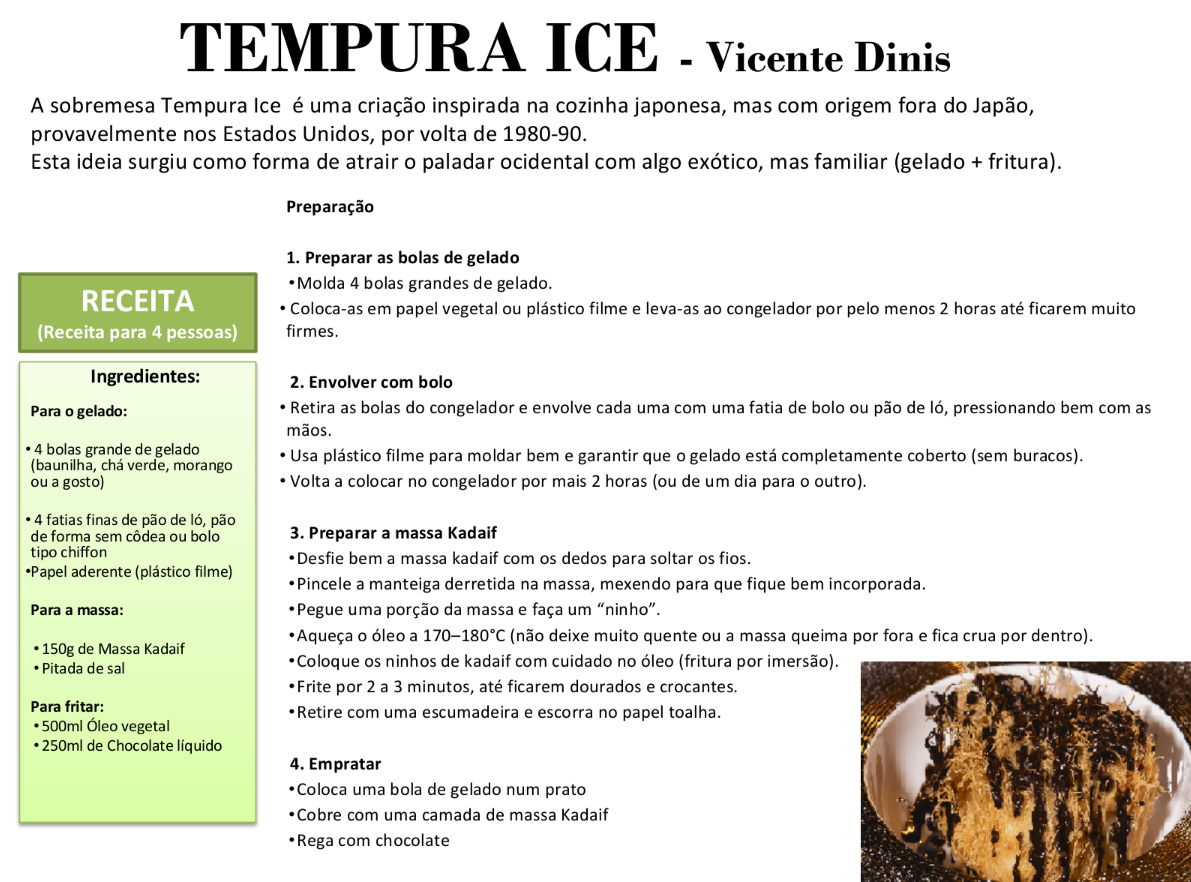 TEMPURA ICE - Vicente Dinis
A sobremesa Tempura Ice é uma criação inspirada na cozinha japonesa, mas com origem fora do Japão,
provavelmente nos Estados Unidos, por volta de 1980-90.
Esta ideia surgiu como forma de atrair o paladar ocidental com algo exótico, mas familiar (gelado + fritura).
RECEITA
(Receita para 4 pessoas)
Ingredientes:
Para o gelado:
• 4 bolas grande de gelado
(baunilha, chá verde, morango
ou a gosto)
• 4 fatias finas de pão de ló, pão
de forma sem côdea ou bolo
tipo chiffon
•Papel aderente (plástico filme)
Para a massa:
•150g de Massa Kadaif
•Pitada de sal
Para fritar:
•500ml Óleo vegetal
•250ml de Chocolate líquido
Preparação
1. Preparar as bolas de gelado
•Molda 4 bolas grandes de gelado.
• Coloca-as em papel vegetal ou plástico filme e leva-as ao congelador por pelo menos 2 horas até ficarem muito
firmes.
2. Envolver com bolo
• Retira as bolas do congelador e envolve cada uma com uma fatia de bolo ou pão de ló, pressionando bem com as
mãos.
• Usa plástico filme para moldar bem e garantir que o gelado está completamente coberto (sem buracos).
• Volta a colocar no congelador por mais 2 horas (ou de um dia para o outro).
3. Preparar a massa Kadaif
•Desfie bem a massa kadaif com os dedos para soltar os fios.
•Pincele a manteiga derretida na massa, mexendo para que fique bem incorporada.
•Pegue uma porção da massa e faça um “ninho”.
•Aqueça o óleo a 170–180°C (não deixe muito quente ou a massa queima por fora e fica crua por dentro).
•Coloque os ninhos de kadaif com cuidado no óleo (fritura por imersão).
•Frite por 2 a 3 minutos, até ficarem dourados e crocantes.
•Retire com uma escumadeira e escorra no papel toalha.
4. Empratar
•Coloca uma bola de gelado num prato
•Cobre com uma camada de massa Kadaif
•Rega com chocolate